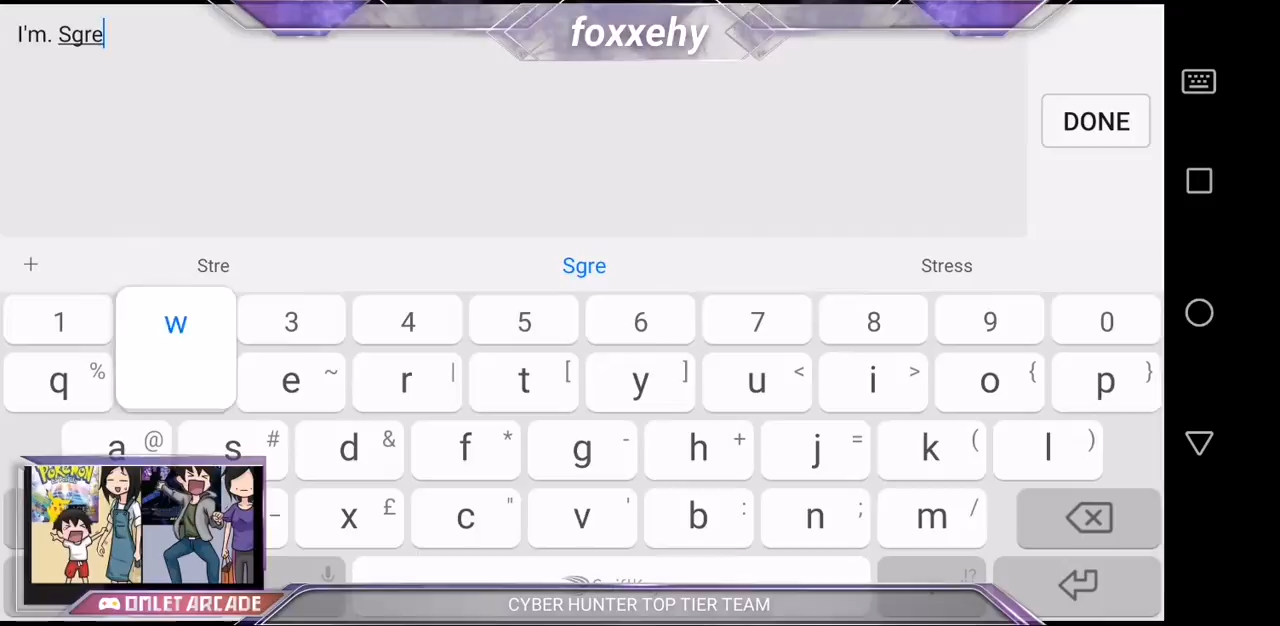 foxxehy
I'm. Sgre
DONE
+ Stre Sgre Stress
1 w 3 4 5 6 7 8 9 0
q % e ~ r | t [ y ] u < i > o { p }
a @ s # d & f * g - h + j = k ( l )
- x £ c " v ' b : n ; m /
!?
POKÉMON
OMLET ARCADE
CYBER HUNTER TOP TIER TEAM